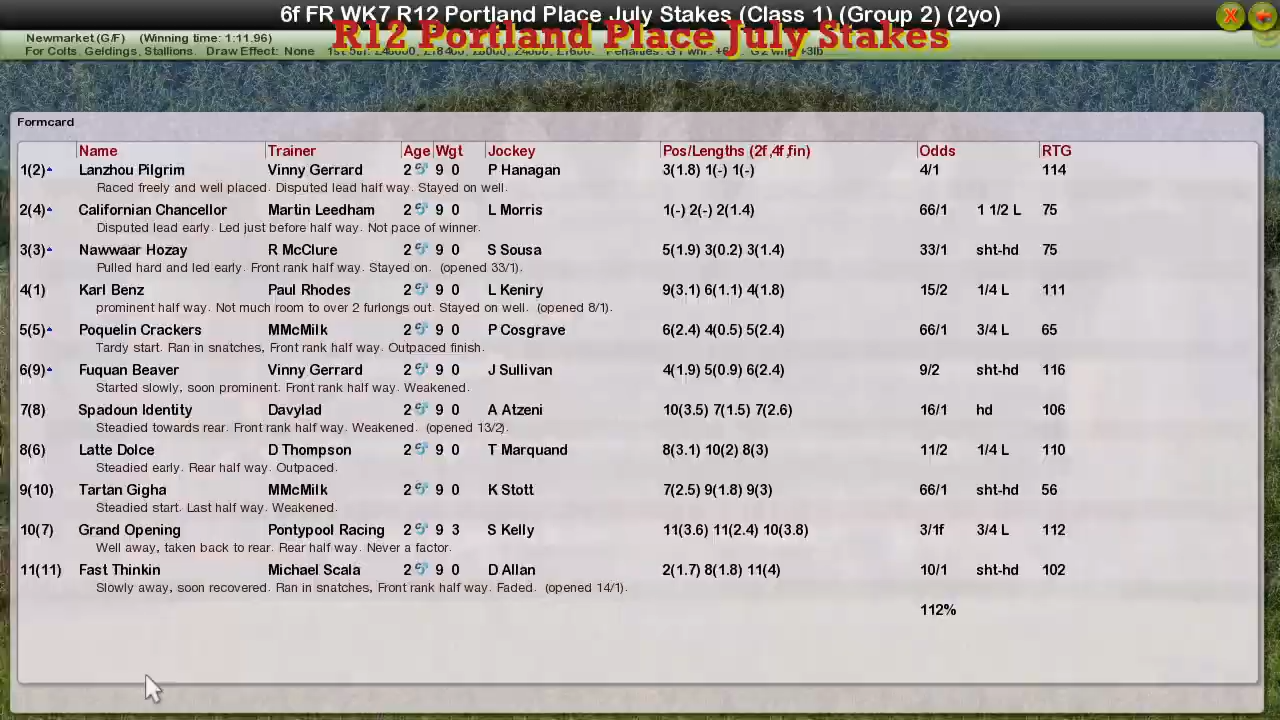 6f FR WK7 R12 Portland Place July Stakes (Class 1) (Group 2) (2yo)
R12 Portland Place July Stakes
Newmarket (G/F) (Winning time: 1:11.96)
For Colts, Geldings, Stallions. Draw Effect: None 1st 5th:
Formcard
Name Trainer Age Wgt Jockey Pos/Lengths (2f,4f,fin) Odds RTG
1(2) Lanzhou Pilgrim Vinny Gerrard 2 9 0 P Hanagan 3(1.8) 1(-) 1(-) 4/1 114
Raced freely and well placed. Disputed lead half way. Stayed on well.
2(4) Californian Chancellor Martin Leedham 2 9 0 L Morris 1(-) 2(-) 2(1.4) 66/1 1 1/2 L 75
Disputed lead early. Led just before half way. Not pace of winner.
3(3) Nawwaar Hozay R McClure 2 9 0 S Sousa 5(1.9) 3(0.2) 3(1.4) 33/1 sht-hd 75
Pulled hard and led early. Front rank half way. Stayed on. (opened 33/1).
4(1) Karl Benz Paul Rhodes 2 9 0 L Keniry 9(3.1) 6(1.1) 4(1.8) 15/2 1/4 L 111
prominent half way. Not much room to over 2 furlongs out. Stayed on well. (opened 8/1).
5(5) Poquelin Crackers MMcMilk 2 9 0 P Cosgrave 6(2.4) 4(0.5) 5(2.4) 66/1 3/4 L 65
Tardy start. Ran in snatches, Front rank half way. Outpaced finish.
6(9) Fuquan Beaver Vinny Gerrard 2 9 0 J Sullivan 4(1.9) 5(0.9) 6(2.4) 9/2 sht-hd 116
Started slowly, soon prominent. Front rank half way. Weakened.
7(8) Spadoun Identity Davylad 2 9 0 A Atzeni 10(3.5) 7(1.5) 7(2.6) 16/1 hd 106
Steadied towards rear. Front rank half way. Weakened. (opened 13/2).
8(6) Latte Dolce D Thompson 2 9 0 T Marquand 8(3.1) 10(2) 8(3) 11/2 1/4 L 110
Steadied early. Rear half way. Outpaced.
9(10) Tartan Gigha MMcMilk 2 9 0 K Stott 7(2.5) 9(1.8) 9(3) 66/1 sht-hd 56
Steadied start. Last half way. Weakened.
10(7) Grand Opening Pontypool Racing 2 9 3 S Kelly 11(3.6) 11(2.4) 10(3.8) 3/1f 3/4 L 112
Well away, taken back to rear. Rear half way. Never a factor.
11(11) Fast Thinkin Michael Scala 2 9 0 D Allan 2(1.7) 8(1.8) 11(4) 10/1 sht-hd 102
Slowly away, soon recovered. Ran in snatches, Front rank half way. Faded. (opened 14/1).
112%